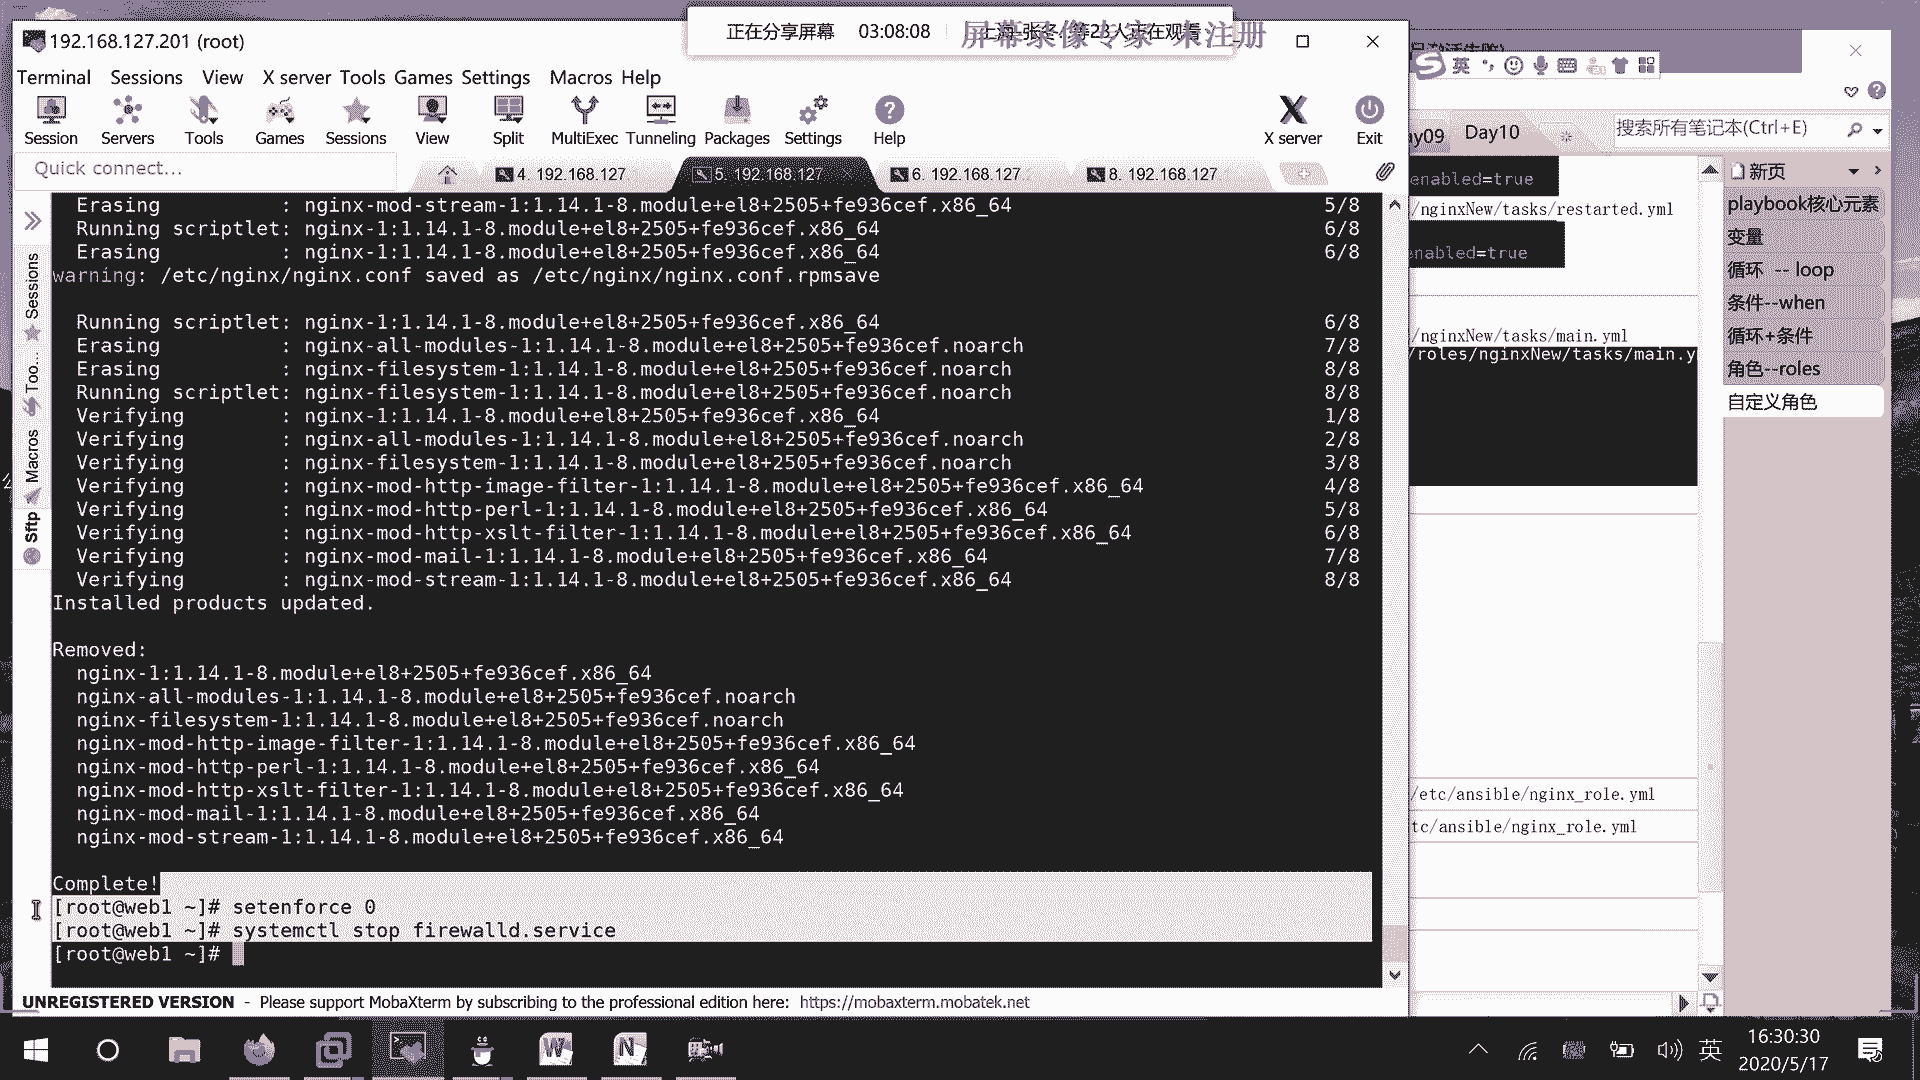 192.168.127.201 (root)
正在分享屏幕 03:08:08
屏幕录像专家 未注册
Terminal Sessions View X server Tools Games Settings Macros Help
Session Servers Tools Games Sessions View Split MultiExec Tunneling Packages Settings Help X server Exit
Quick connect...
4. 192.168.127
5. 192.168.127
6. 192.168.127.
8. 192.168.127.
Sessions
Too...
Macros
Sftp
Erasing : nginx-mod-stream-1:1.14.1-8.module+el8+2505+fe936cef.x86_64 5/8
Running scriptlet: nginx-1:1.14.1-8.module+el8+2505+fe936cef.x86_64 6/8
Erasing : nginx-1:1.14.1-8.module+el8+2505+fe936cef.x86_64 6/8
warning: /etc/nginx/nginx.conf saved as /etc/nginx/nginx.conf.rpmsave
Running scriptlet: nginx-1:1.14.1-8.module+el8+2505+fe936cef.x86_64 6/8
Erasing : nginx-all-modules-1:1.14.1-8.module+el8+2505+fe936cef.noarch 7/8
Erasing : nginx-filesystem-1:1.14.1-8.module+el8+2505+fe936cef.noarch 8/8
Running scriptlet: nginx-filesystem-1:1.14.1-8.module+el8+2505+fe936cef.noarch 8/8
Verifying : nginx-1:1.14.1-8.module+el8+2505+fe936cef.x86_64 1/8
Verifying : nginx-all-modules-1:1.14.1-8.module+el8+2505+fe936cef.noarch 2/8
Verifying : nginx-filesystem-1:1.14.1-8.module+el8+2505+fe936cef.noarch 3/8
Verifying : nginx-mod-http-image-filter-1:1.14.1-8.module+el8+2505+fe936cef.x86_64 4/8
Verifying : nginx-mod-http-perl-1:1.14.1-8.module+el8+2505+fe936cef.x86_64 5/8
Verifying : nginx-mod-http-xslt-filter-1:1.14.1-8.module+el8+2505+fe936cef.x86_64 6/8
Verifying : nginx-mod-mail-1:1.14.1-8.module+el8+2505+fe936cef.x86_64 7/8
Verifying : nginx-mod-stream-1:1.14.1-8.module+el8+2505+fe936cef.x86_64 8/8
Installed products updated.
Removed:
nginx-1:1.14.1-8.module+el8+2505+fe936cef.x86_64
nginx-all-modules-1:1.14.1-8.module+el8+2505+fe936cef.noarch
nginx-filesystem-1:1.14.1-8.module+el8+2505+fe936cef.noarch
nginx-mod-http-image-filter-1:1.14.1-8.module+el8+2505+fe936cef.x86_64
nginx-mod-http-perl-1:1.14.1-8.module+el8+2505+fe936cef.x86_64
nginx-mod-http-xslt-filter-1:1.14.1-8.module+el8+2505+fe936cef.x86_64
nginx-mod-mail-1:1.14.1-8.module+el8+2505+fe936cef.x86_64
nginx-mod-stream-1:1.14.1-8.module+el8+2505+fe936cef.x86_64
Complete!
[root@web1 ~]# setenforce 0
[root@web1 ~]# systemctl stop firewalld.service
[root@web1 ~]#
UNREGISTERED VERSION - Please support MobaXterm by subscribing to the professional edition here: https://mobaxterm.mobatek.net
英
ay09 Day10
搜索所有笔记本(Ctrl+E)
enabled=true
/nginxNew/tasks/restarted.yml
nabled=true
/nginxNew/tasks/main.yml
/roles/nginxNew/tasks/main.y
/etc/ansible/nginx_role.yml
tc/ansible/nginx_role.yml
新页
playbook核心元素
变量
循环 -- loop
条件--when
循环+条件
角色--roles
自定义角色
英
16:30:30
2020/5/17